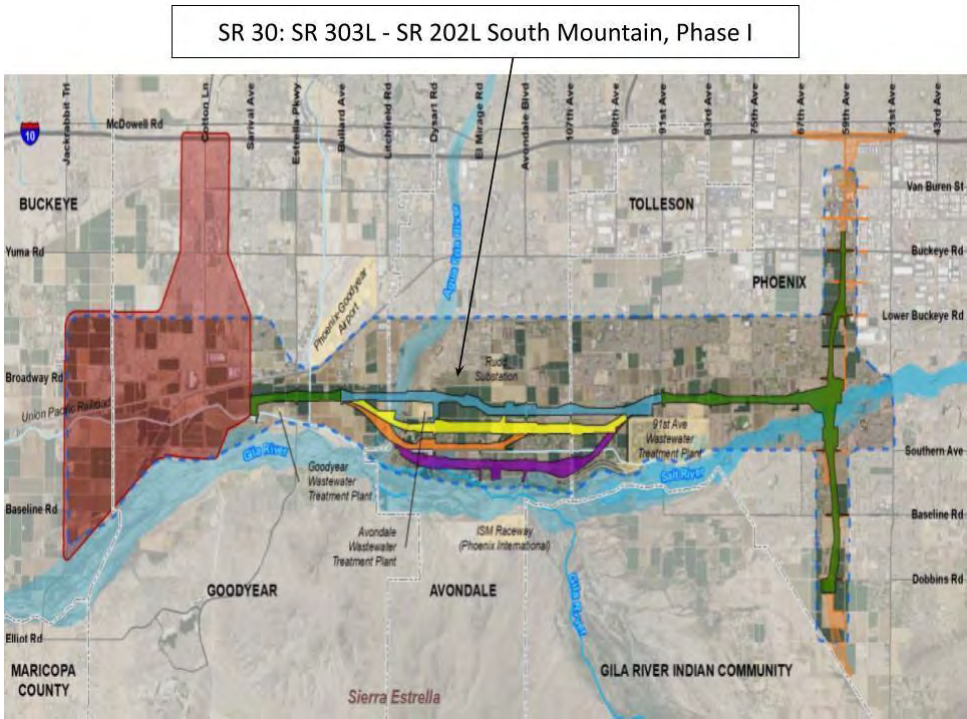 SR 30: SR 303L - SR 202L South Mountain, Phase I
Jackrabbit Trl
Cotton Ln
Sarival Ave
Estrella Pkwy
Bullard Ave
Litchfield Rd
Dysart Rd
El Mirage Rd
Avondale Blvd
107th Ave
99th Ave
91st Ave
83rd Ave
75th Ave
67th Ave
59th Ave
51st Ave
43rd Ave
10
McDowell Rd
BUCKEYE
TOLLESON
Van Buren St
Yuma Rd
Buckeye Rd
PHOENIX
Agua Fria River
Phoenix-Goodyear
Airport
Lower Buckeye Rd
Broadway Rd
Rudd
Substation
Union Pacific Railroad
91st Ave
Wastewater
Treatment Plant
Gila River
Southern Ave
Salt River
Goodyear
Wastewater
Treatment Plant
Baseline Rd
Baseline Rd
Avondale
Wastewater
Treatment Plant
ISM Raceway
(Phoenix International)
Dobbins Rd
GOODYEAR
AVONDALE
Gila River
Elliot Rd
MARICOPA
COUNTY
GILA RIVER INDIAN COMMUNITY
Sierra Estrella